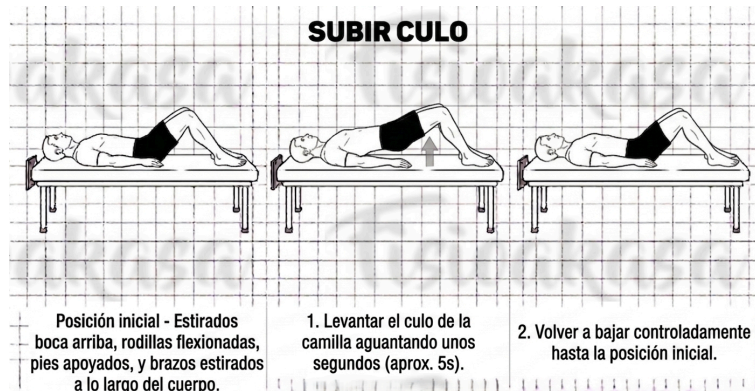 SUBIR CULO
Posición inicial - Estirados
boca arriba, rodillas flexionadas,
pies apoyados, y brazos estirados
a lo largo del cuerpo.
1. Levantar el culo de la
camilla aguantando unos
segundos (aprox. 5s).
2. Volver a bajar controladamente
hasta la posición inicial.